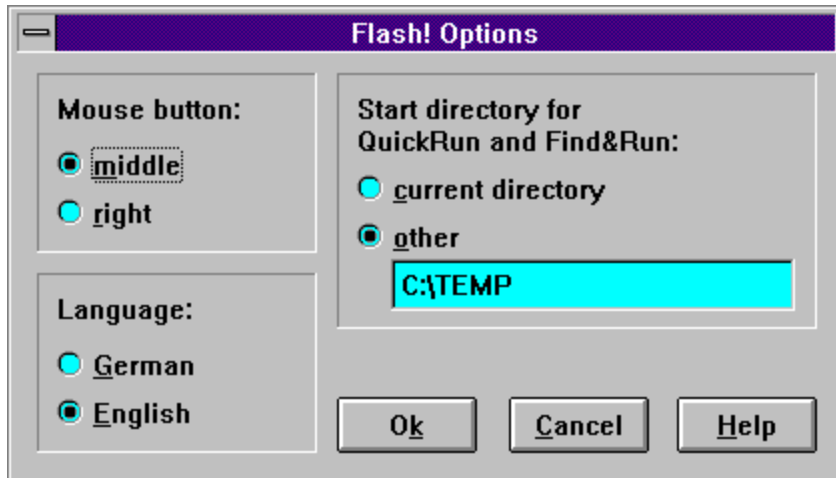 Flash! Options
Mouse button:
middle
right
Language:
German
English
Start directory for
QuickRun and Find&Run:
current directory
other
C:\TEMP
Ok
Cancel
Help